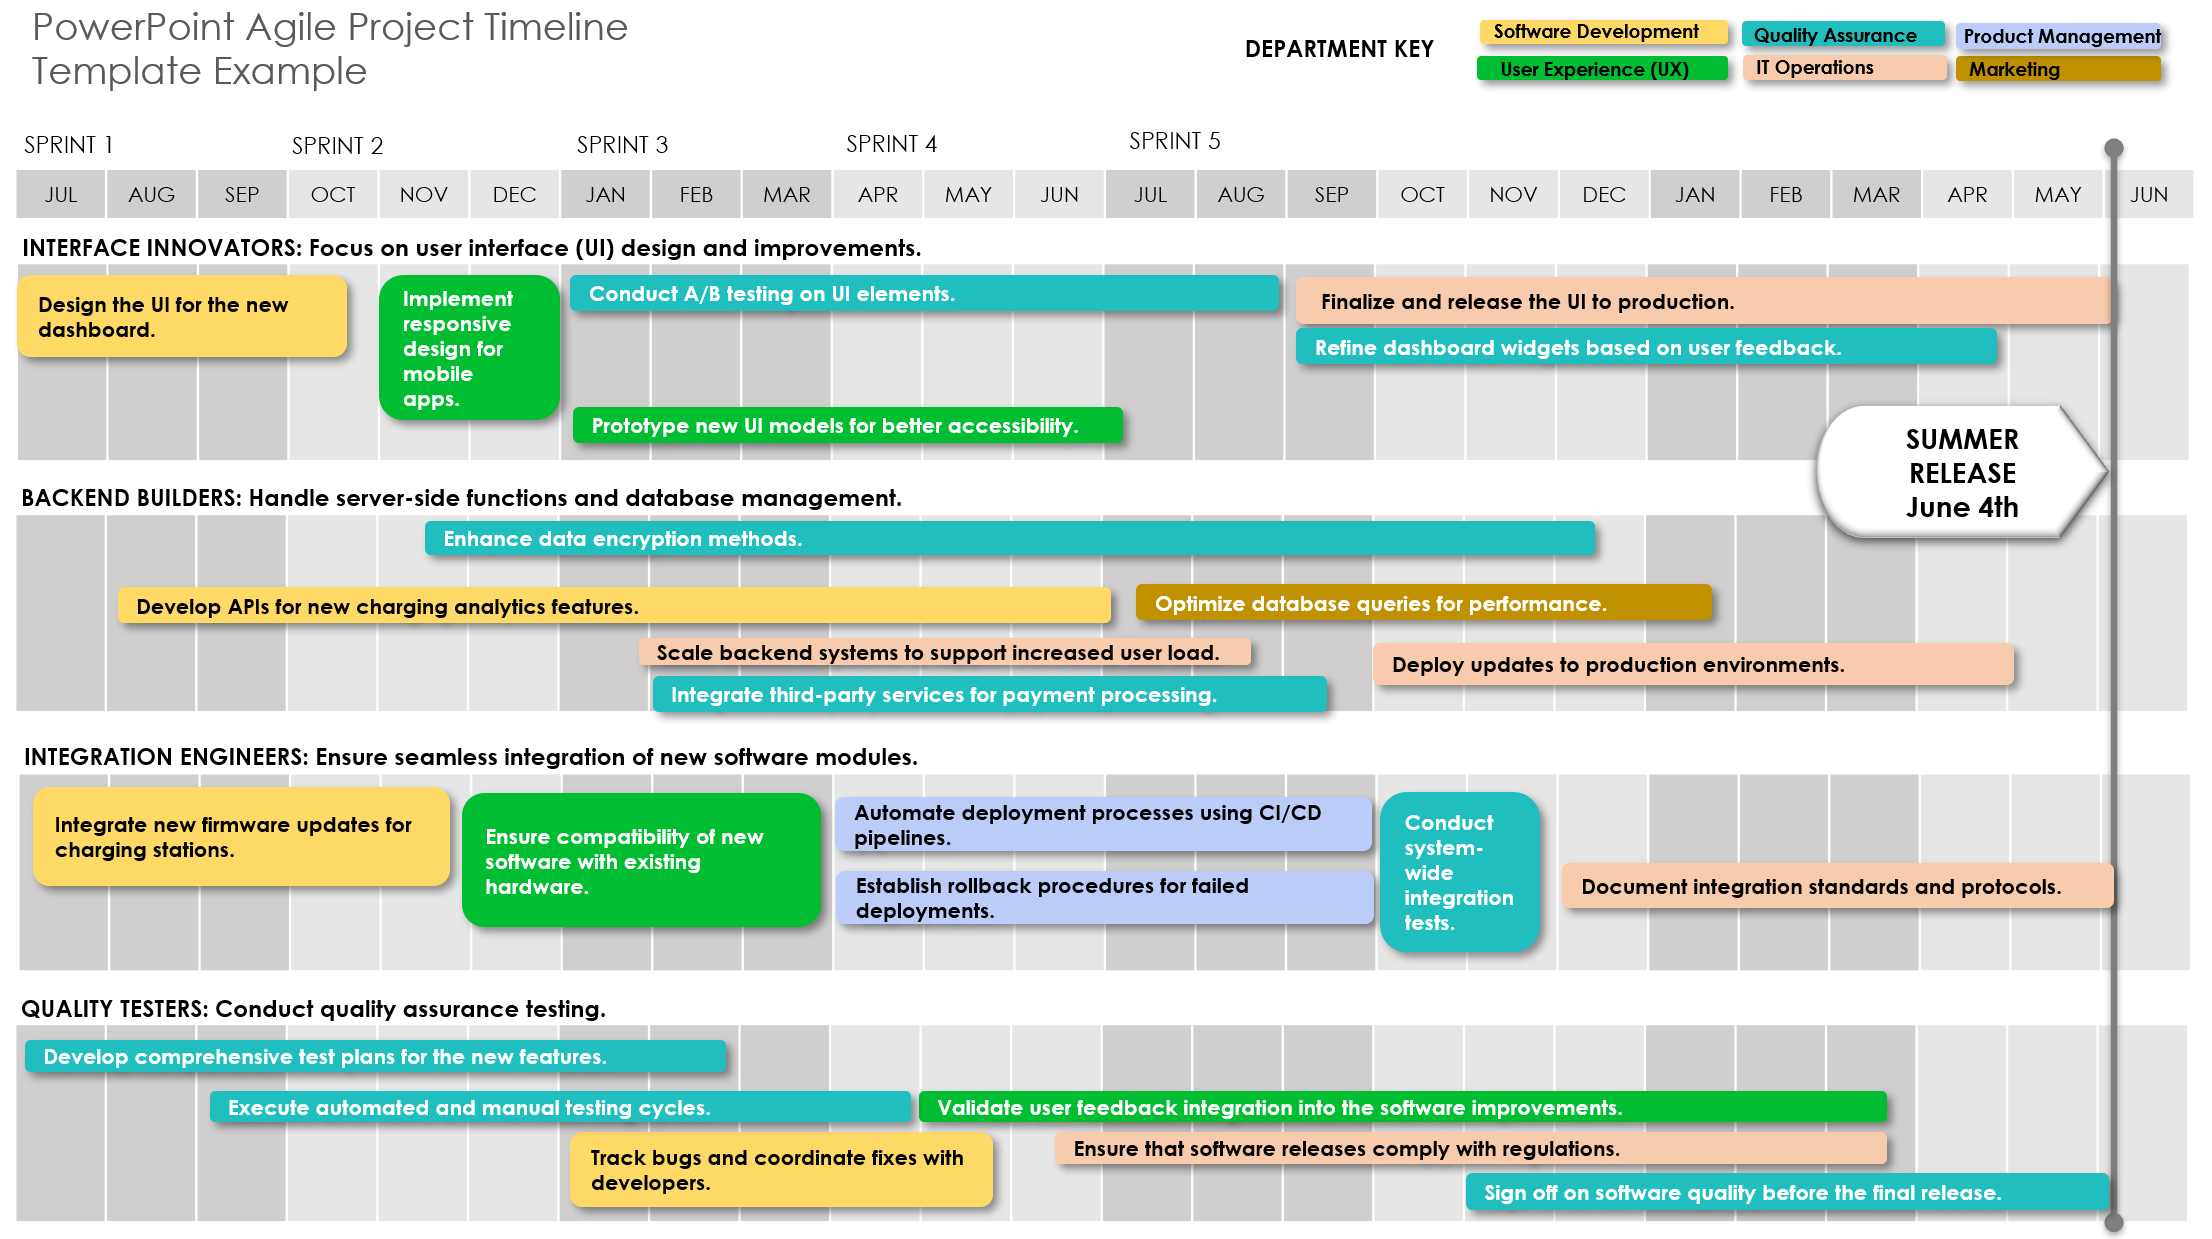 PowerPoint Agile Project Timeline
Template Example
DEPARTMENT KEY
Software Development
Quality Assurance
Product Management
User Experience (UX)
IT Operations
Marketing
SPRINT 1
SPRINT 2
SPRINT 3
SPRINT 4
SPRINT 5
JUL AUG SEP OCT NOV DEC JAN FEB MAR APR MAY JUN JUL AUG SEP OCT NOV DEC JAN FEB MAR APR MAY JUN
INTERFACE INNOVATORS: Focus on user interface (UI) design and improvements.
Design the UI for the new
dashboard.
Implement
responsive
design for
mobile
apps.
Conduct A/B testing on UI elements.
Finalize and release the UI to production.
Refine dashboard widgets based on user feedback.
Prototype new UI models for better accessibility.
SUMMER
RELEASE
June 4th
BACKEND BUILDERS: Handle server-side functions and database management.
Enhance data encryption methods.
Develop APIs for new charging analytics features.
Optimize database queries for performance.
Scale backend systems to support increased user load.
Deploy updates to production environments.
Integrate third-party services for payment processing.
INTEGRATION ENGINEERS: Ensure seamless integration of new software modules.
Integrate new firmware updates for
charging stations.
Ensure compatibility of new
software with existing
hardware.
Automate deployment processes using CI/CD
pipelines.
Establish rollback procedures for failed
deployments.
Conduct
system-
wide
integration
tests.
Document integration standards and protocols.
QUALITY TESTERS: Conduct quality assurance testing.
Develop comprehensive test plans for the new features.
Execute automated and manual testing cycles.
Validate user feedback integration into the software improvements.
Track bugs and coordinate fixes with
developers.
Ensure that software releases comply with regulations.
Sign off on software quality before the final release.